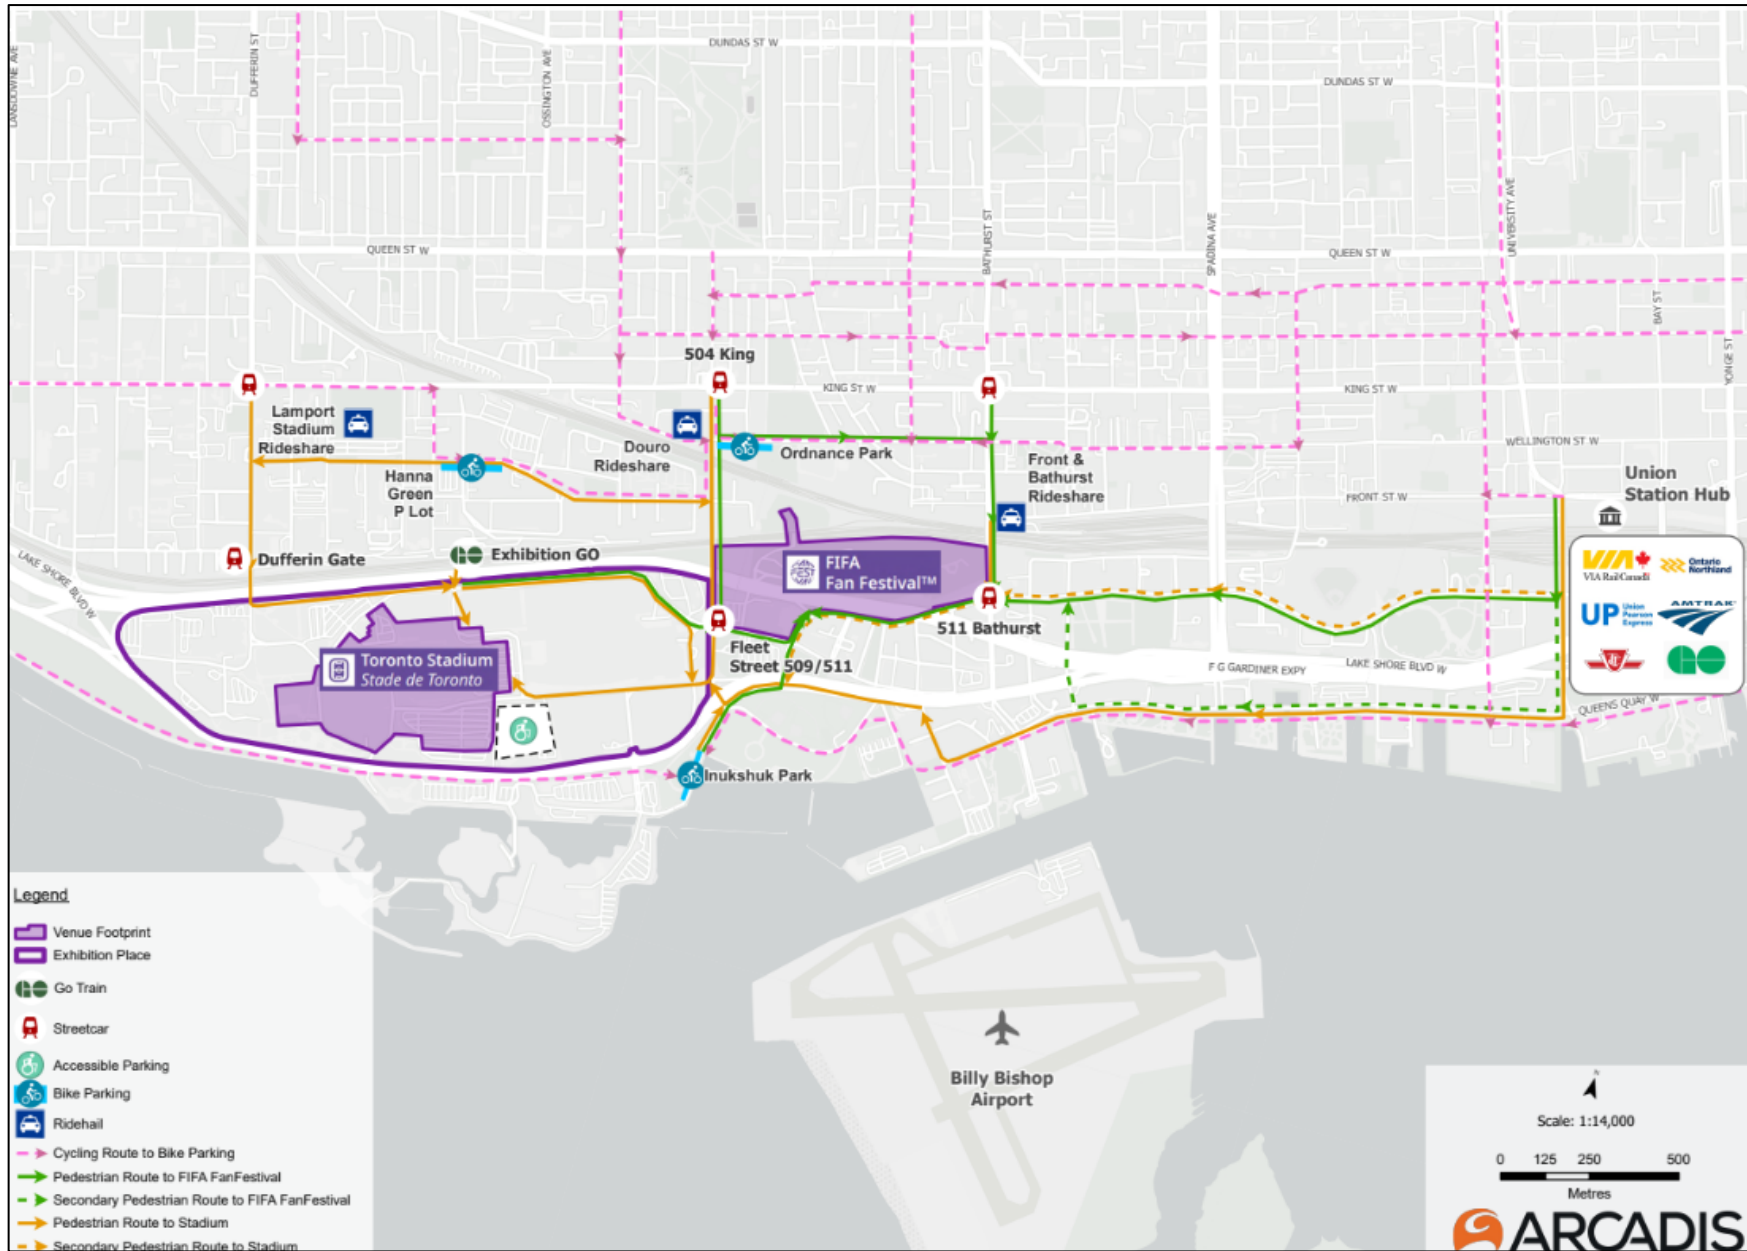 LANSDOWNE AVE
DUFFERIN ST
OSSINGTON AVE
DUNDAS ST W
DUNDAS ST W
QUEEN ST W
BATHURST ST
SPADINA AVE
UNIVERSITY AVE
QUEEN ST W
BAY ST
YONGE ST
504 King
KING ST W
KING ST W
Lamport
Stadium
Rideshare
Douro
Rideshare
Ordnance Park
WELLINGTON ST W
Hanna
Green
P Lot
Front &
Bathurst
Rideshare
FRONT ST W
Union
Station Hub
LAKE SHORE BLVD W
Dufferin Gate
Exhibition GO
FIFA
Fan Festival™
VIA Rail Canada
Ontario
Northland
UP Union
Pearson
Express
AMTRAK
GO
511 Bathurst
Fleet
Street 509/511
Toronto Stadium
Stade de Toronto
F G GARDINER EXPY
LAKE SHORE BLVD W
QUEENS QUAY W
Inukshuk Park
Legend
Venue Footprint
Exhibition Place
Go Train
Streetcar
Accessible Parking
Bike Parking
Ridehail
Cycling Route to Bike Parking
Pedestrian Route to FIFA FanFestival
Secondary Pedestrian Route to FIFA FanFestival
Pedestrian Route to Stadium
Secondary Pedestrian Route to Stadium
Billy Bishop
Airport
N
Scale: 1:14,000
0 125 250 500
Metres
ARCADIS